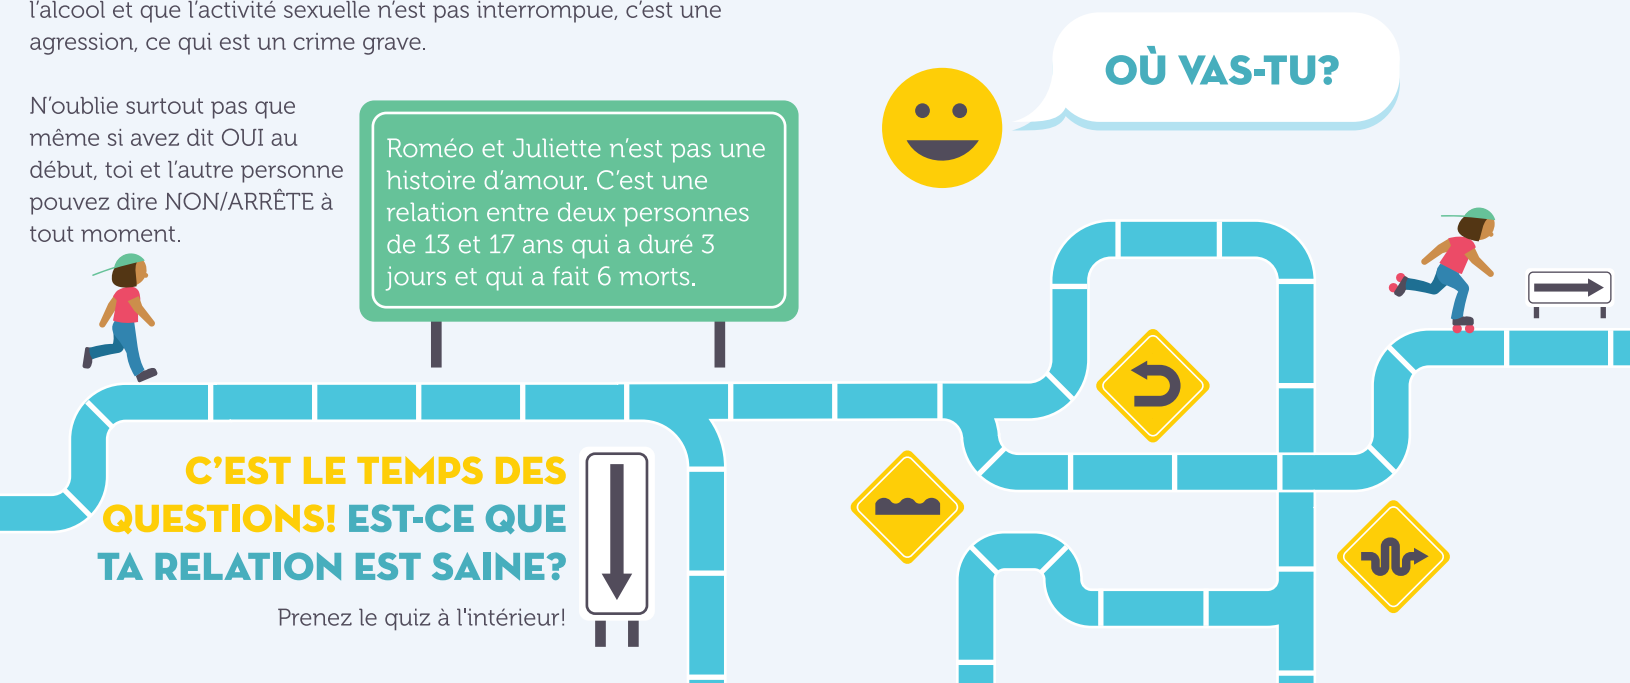 l’alcool et que l’activité sexuelle n’est pas interrompue, c’est une
agression, ce qui est un crime grave.
N’oublie surtout pas que
même si avez dit OUI au
début, toi et l’autre personne
pouvez dire NON/ARRÊTE à
tout moment.
Roméo et Juliette n’est pas une
histoire d’amour. C’est une
relation entre deux personnes
de 13 et 17 ans qui a duré 3
jours et qui a fait 6 morts.
OÙ VAS-TU?
C’EST LE TEMPS DES
QUESTIONS! EST-CE QUE
TA RELATION EST SAINE?
Prenez le quiz à l'intérieur!